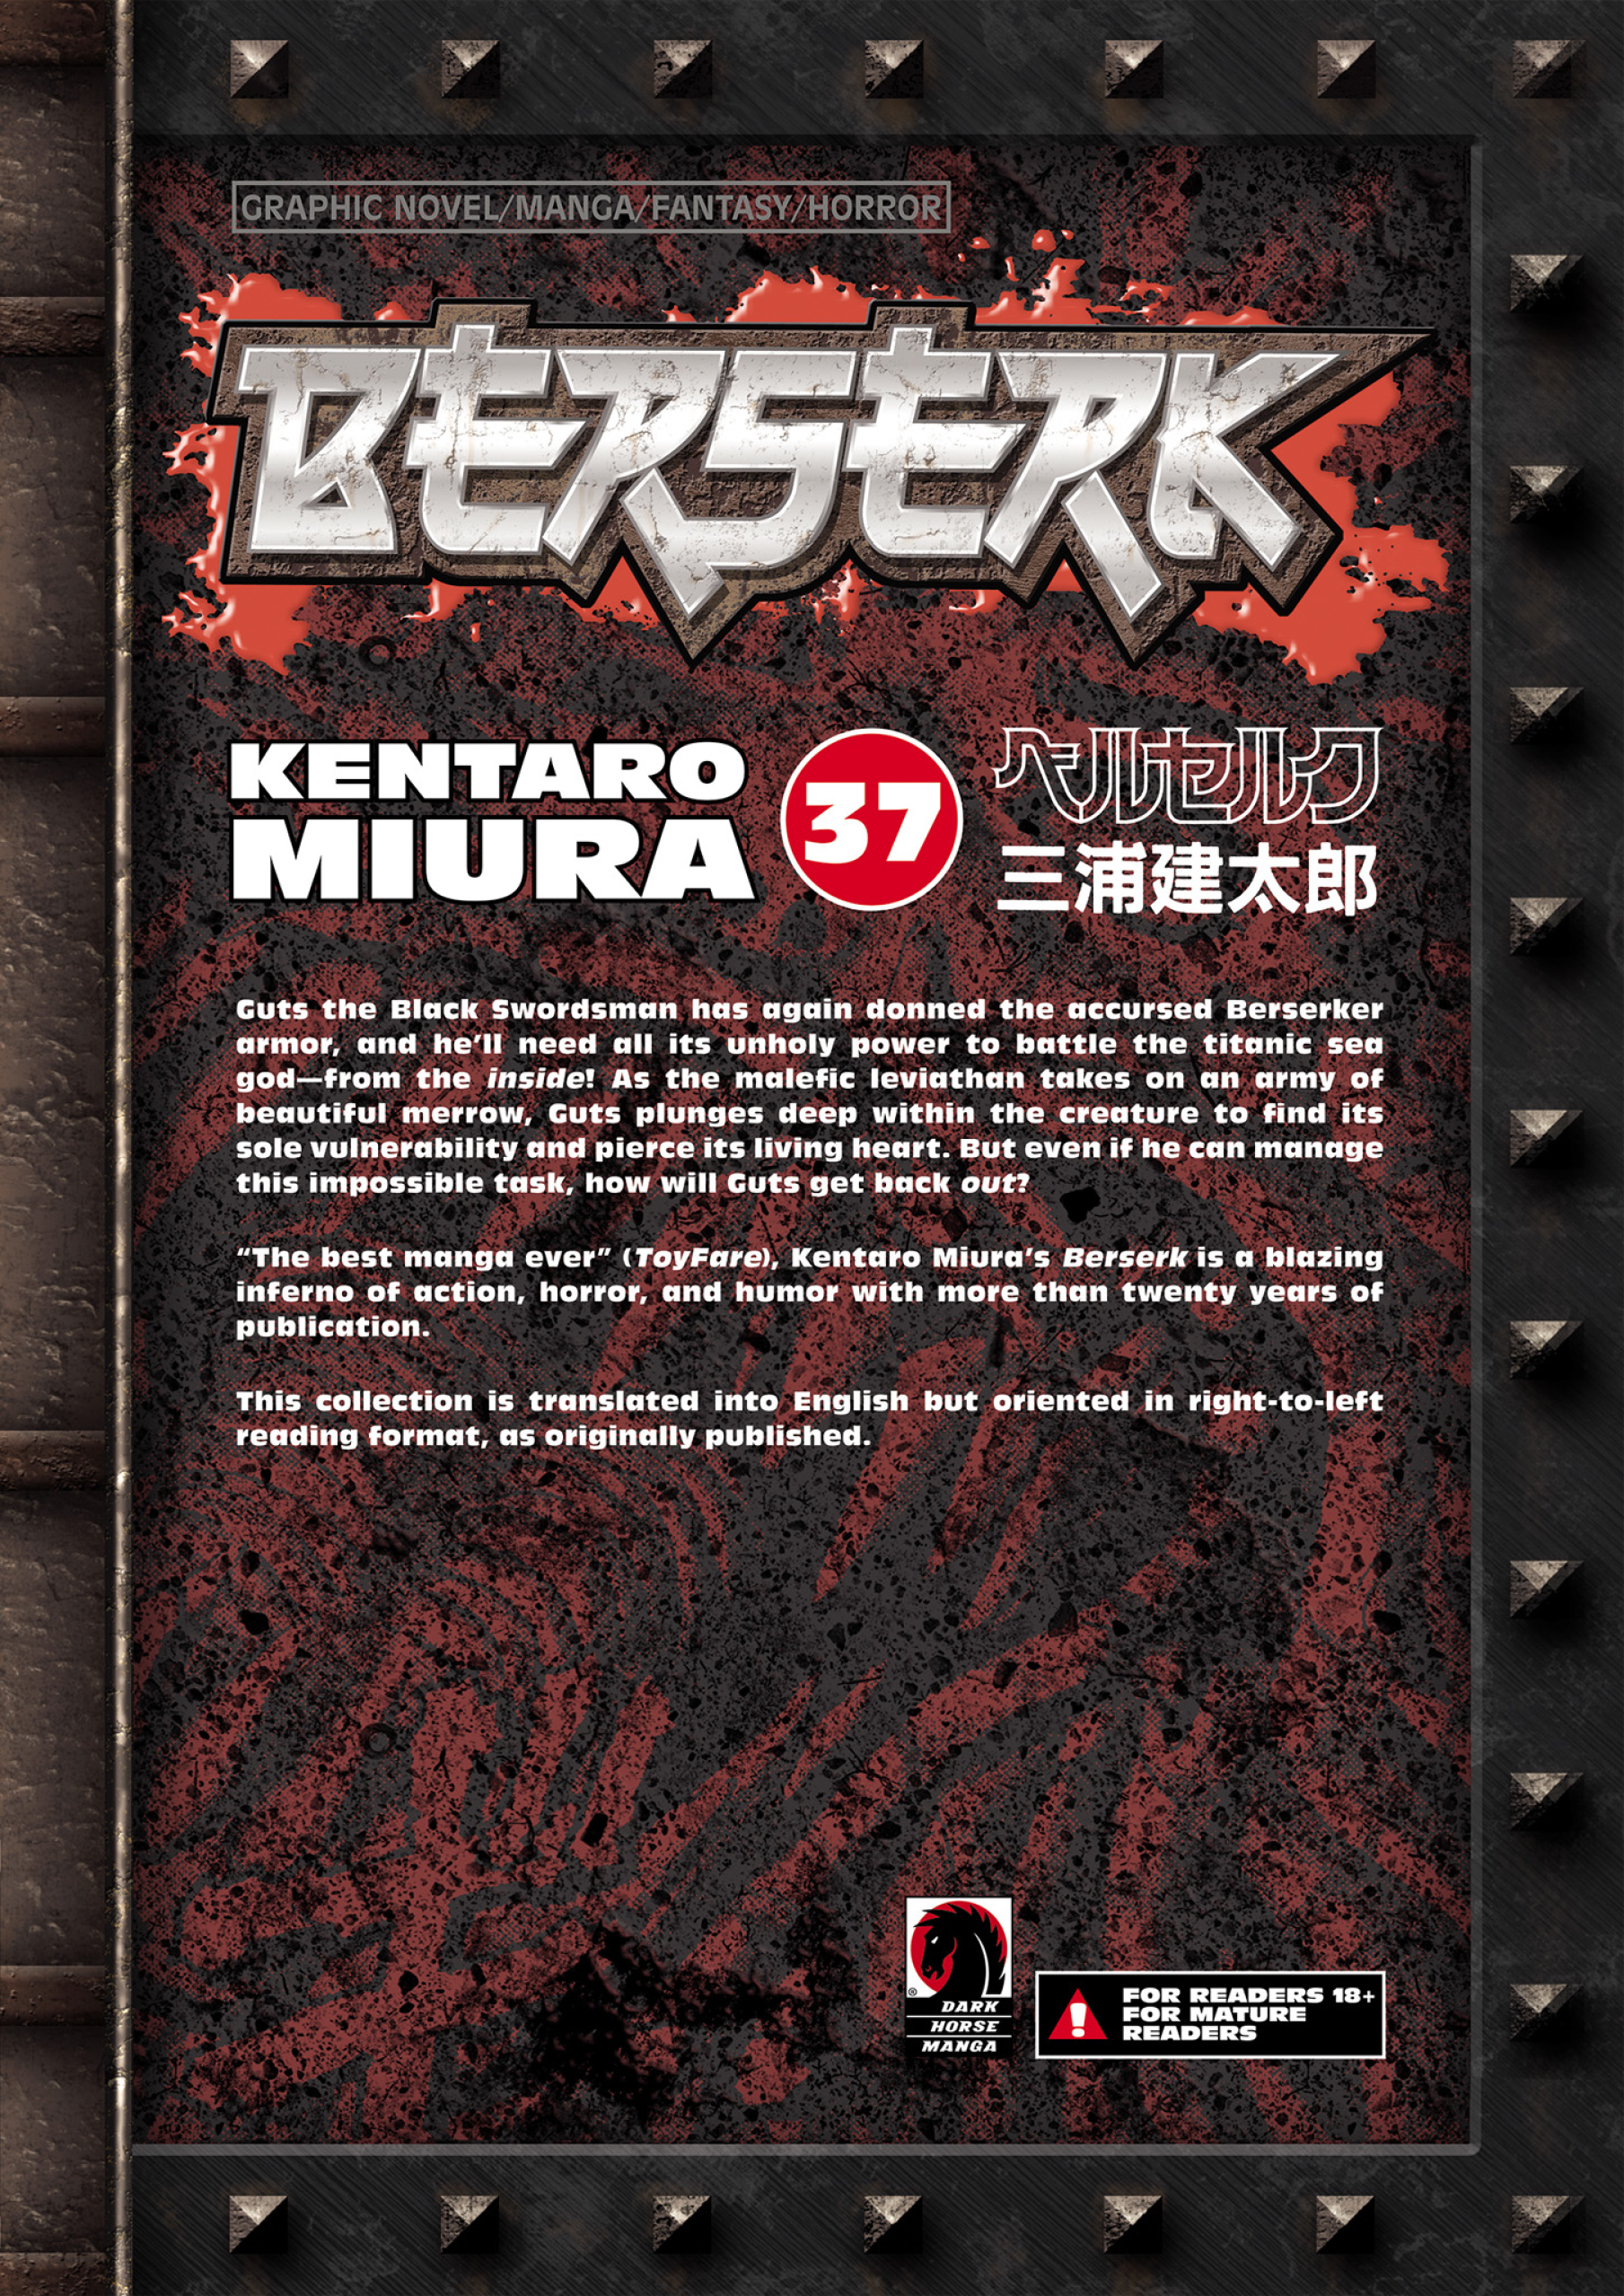 GRAPHIC NOVEL/MANGA/FANTASY/HORROR
BERSERK
KENTARO
MIURA
37
ベルセルク
三浦建太郎
Guts the Black Swordsman has again donned the accursed Berserker
armor, and he'll need all its unholy power to battle the titanic sea
god—from the inside! As the malefic leviathan takes on an army of
beautiful merrow, Guts plunges deep within the creature to find its
sole vulnerability and pierce its living heart. But even if he can manage
this impossible task, how will Guts get back out?
“The best manga ever” (ToyFare), Kentaro Miura's Berserk is a blazing
inferno of action, horror, and humor with more than twenty years of
publication.
This collection is translated into English but oriented in right-to-left
reading format, as originally published.
®
DARK
HORSE
MANGA
!
FOR READERS 18+
FOR MATURE
READERS